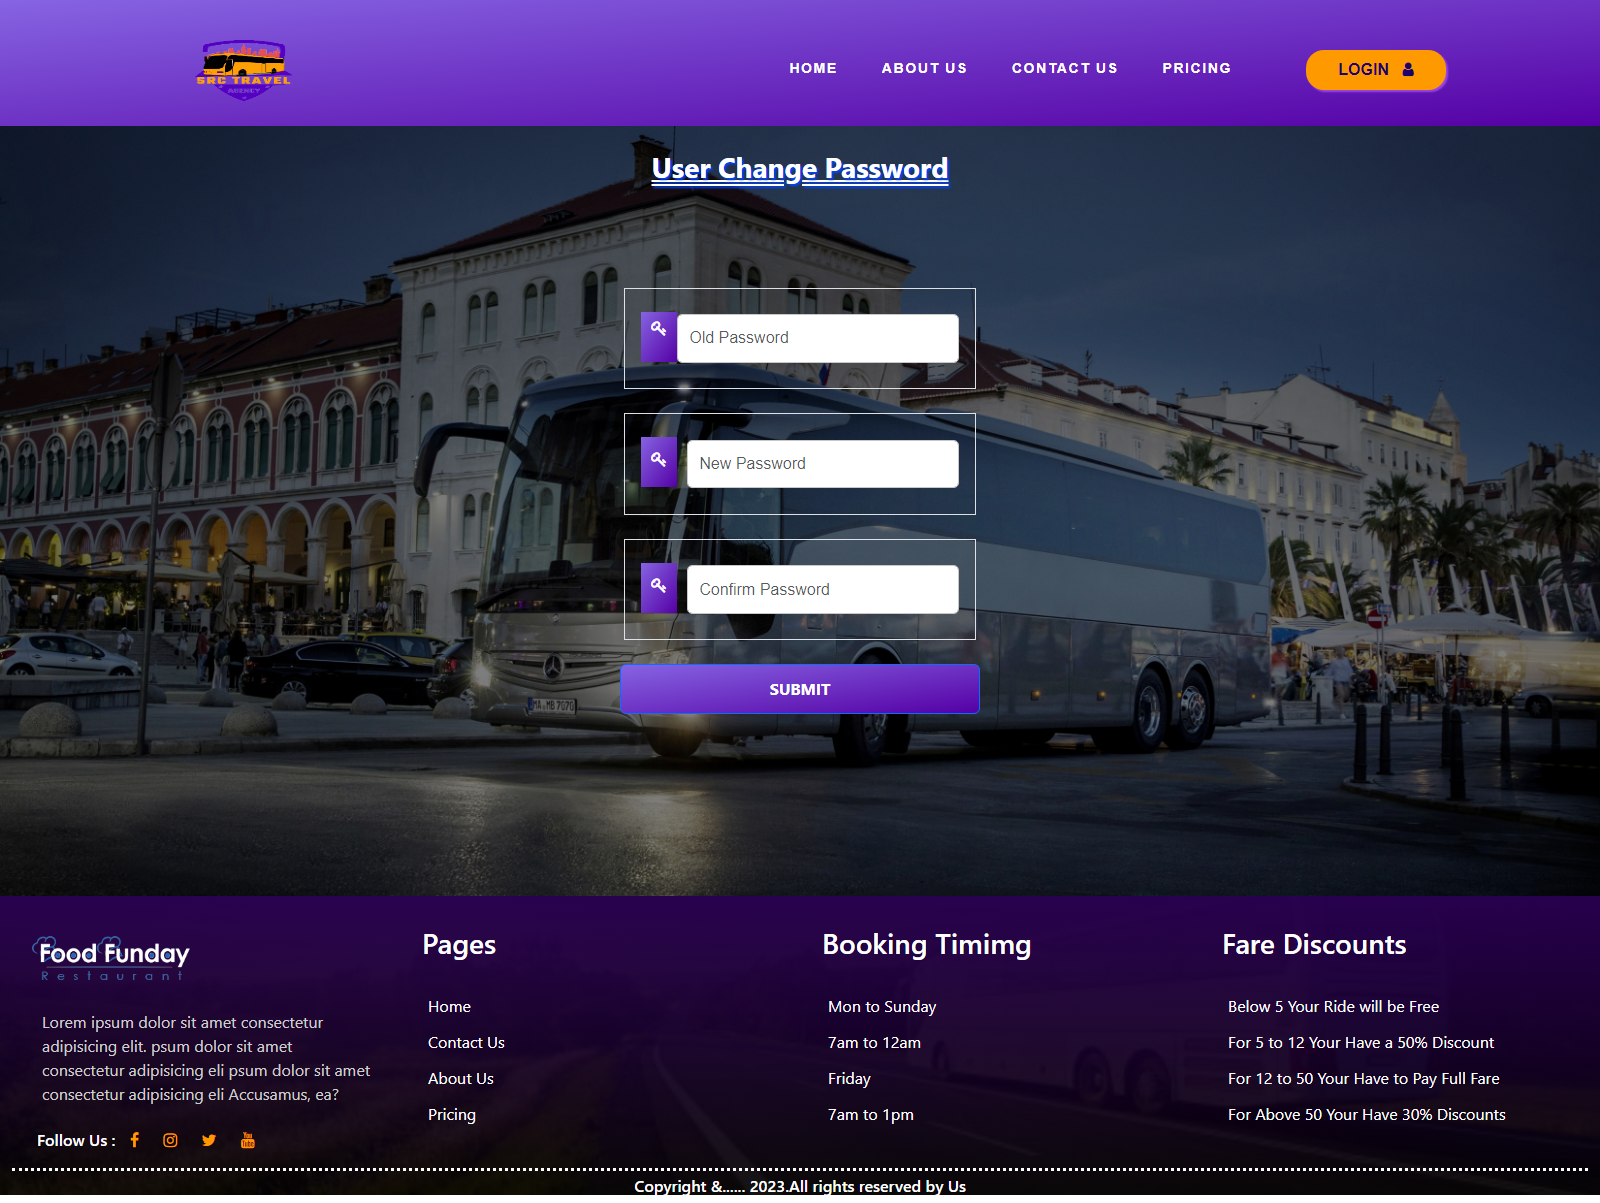 SRC TRAVEL
AGENCY
HOME
ABOUT US
CONTACT US
PRICING
LOGIN
User Change Password
Old Password
New Password
Confirm Password
SUBMIT
MA MB 7070
Food Funday
Restaurant
Lorem ipsum dolor sit amet consectetur
adipisicing elit. psum dolor sit amet
consectetur adipisicing eli psum dolor sit amet
consectetur adipisicing eli Accusamus, ea?
Follow Us :
You
Tube
Pages
Home
Contact Us
About Us
Pricing
Booking Timimg
Mon to Sunday
7am to 12am
Friday
7am to 1pm
Fare Discounts
Below 5 Your Ride will be Free
For 5 to 12 Your Have a 50% Discount
For 12 to 50 Your Have to Pay Full Fare
For Above 50 Your Have 30% Discounts
Copyright &...... 2023.All rights reserved by Us